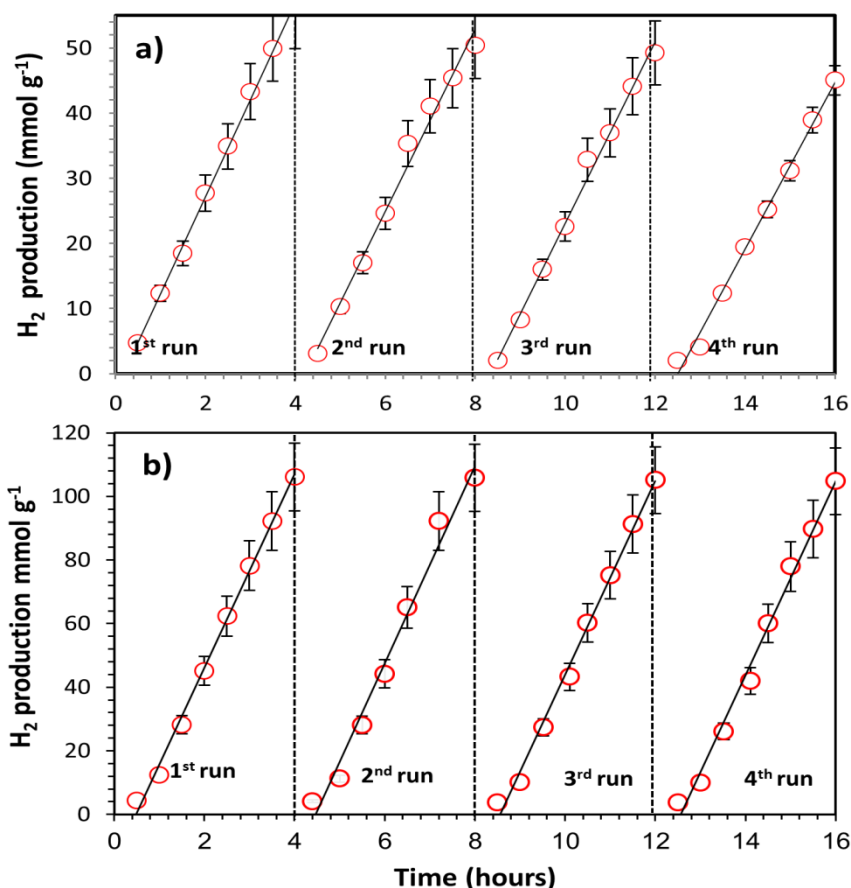 a)
H2 production (mmol g-1)
50
40
30
20
10
0
1st run
2nd run
3rd run
4th run
0 2 4 6 8 10 12 14 16
b)
H2 production mmol g-1
120
100
80
60
40
20
0
1st run
2nd run
3rd run
4th run
0 2 4 6 8 10 12 14 16
Time (hours)